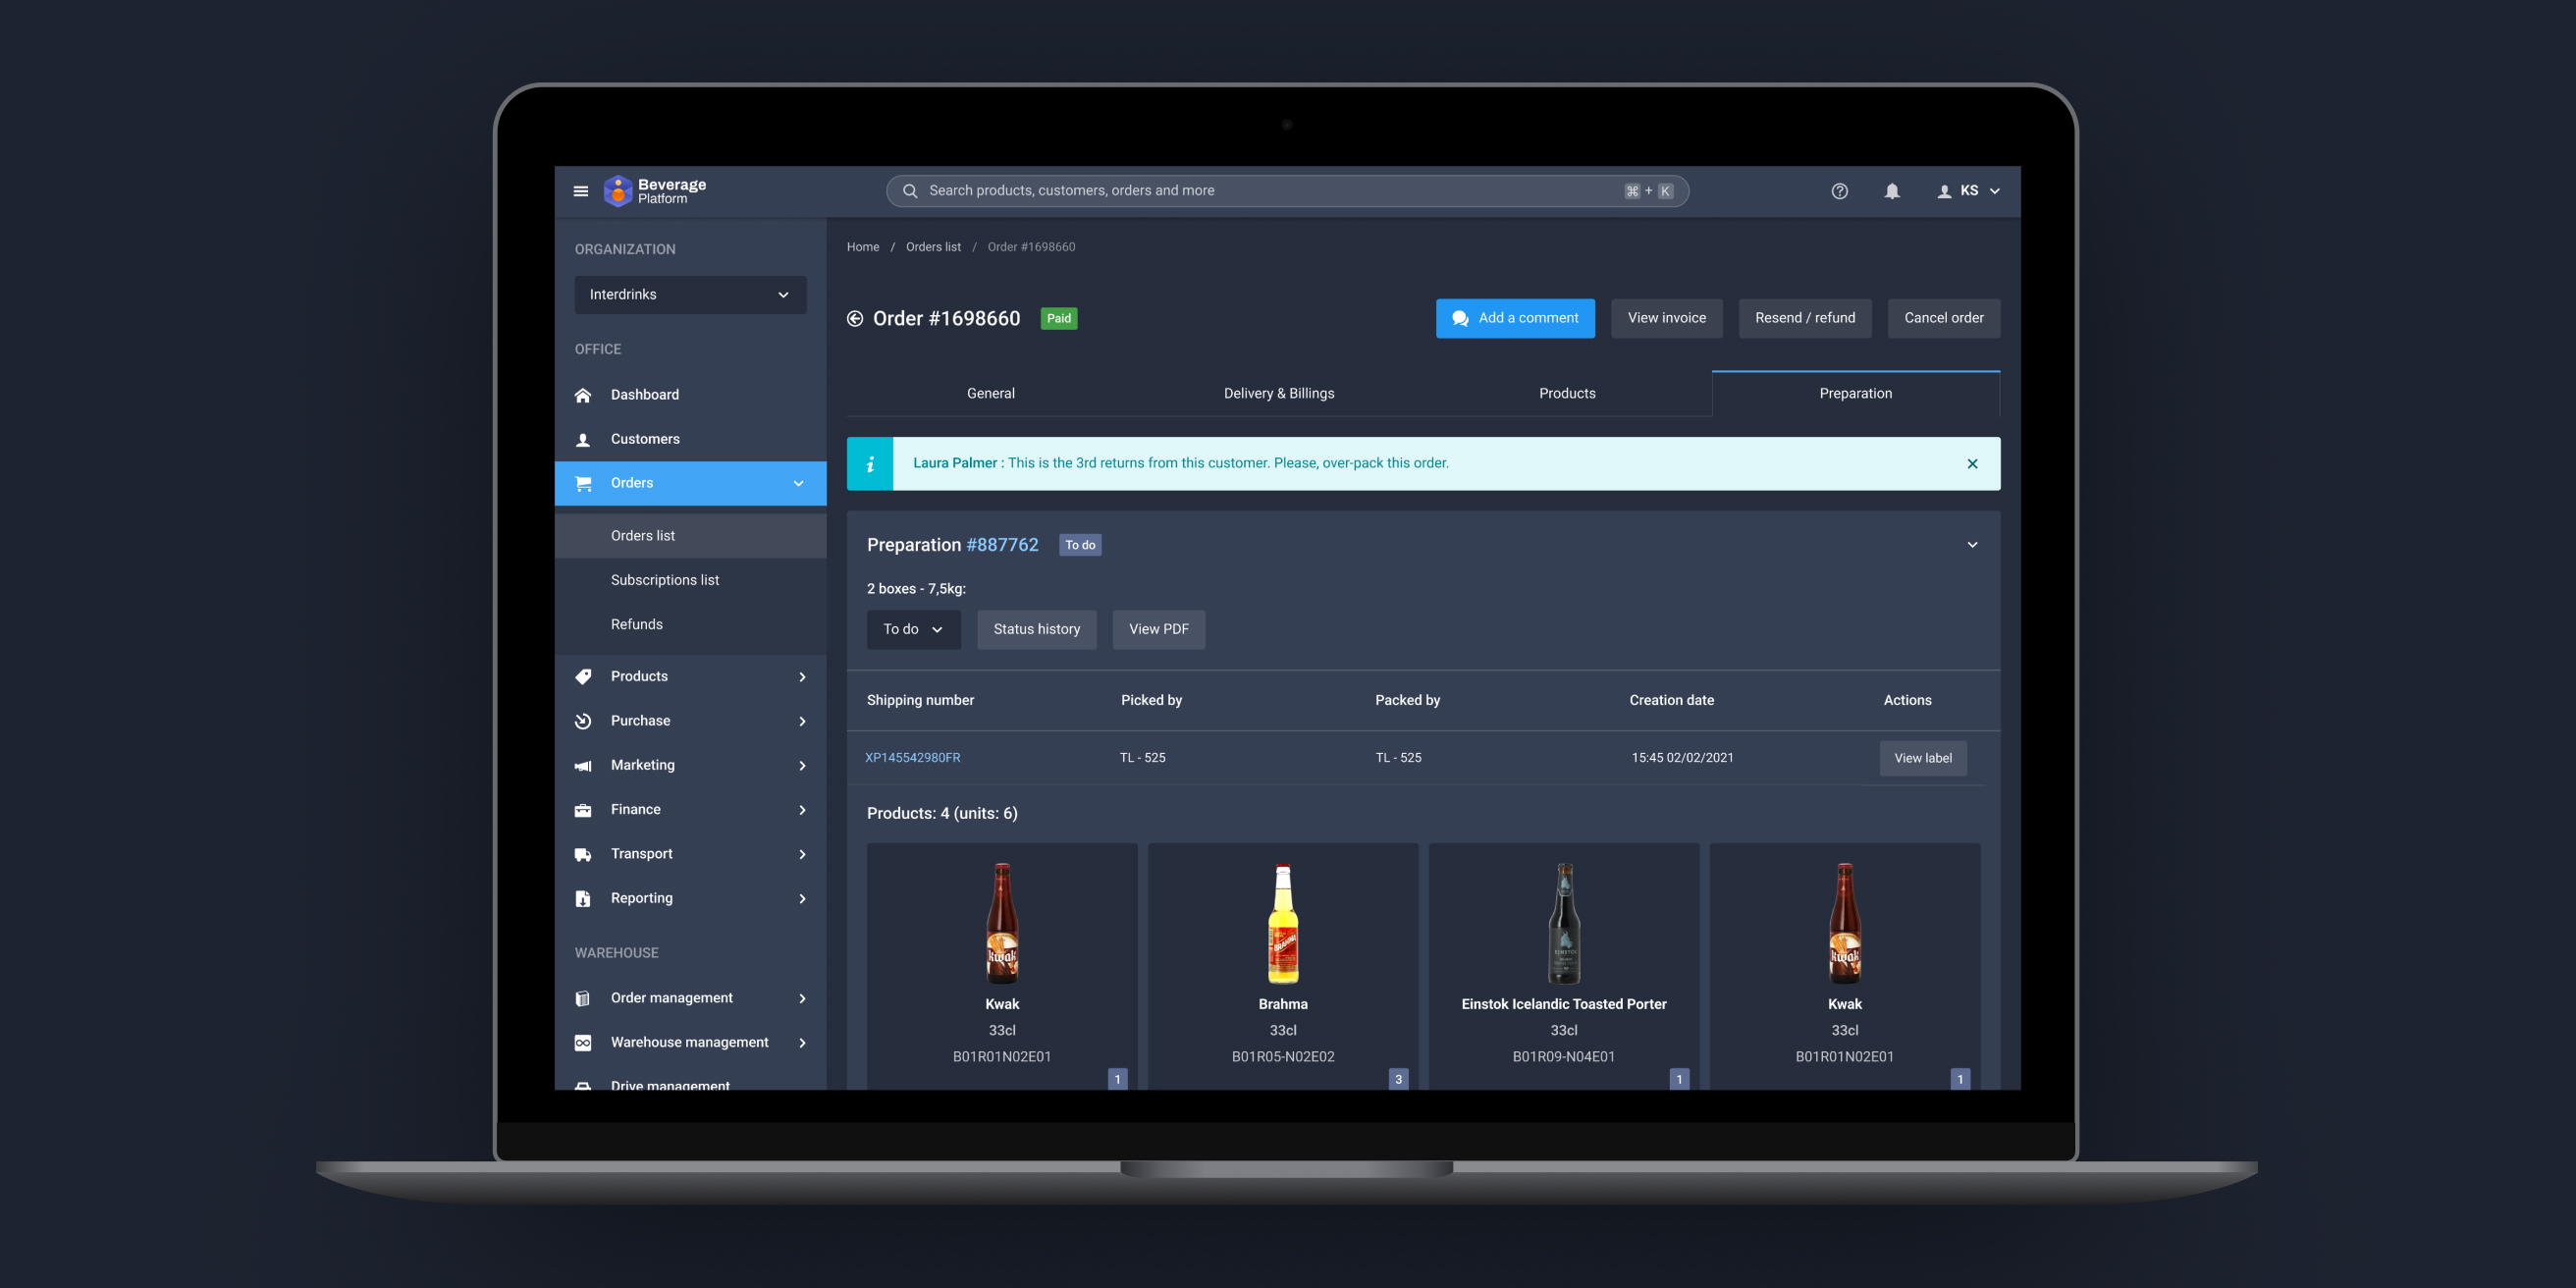 Beverage
Platform
Search products, customers, orders and more
⌘ + K
KS
ORGANIZATION
Interdrinks
OFFICE
Dashboard
Customers
Orders
Orders list
Subscriptions list
Refunds
Products
Purchase
Marketing
Finance
Transport
Reporting
WAREHOUSE
Order management
Warehouse management
Drive management
Home / Orders list / Order #1698660
Order #1698660 Paid
Add a comment View invoice Resend / refund Cancel order
General Delivery & Billings Products Preparation
Laura Palmer : This is the 3rd returns from this customer. Please, over-pack this order.
Preparation #887762 To do
2 boxes - 7,5kg:
To do Status history View PDF
Shipping number Picked by Packed by Creation date Actions
XP145542980FR TL - 525 TL - 525 15:45 02/02/2021 View label
Products: 4 (units: 6)
kwak
Kwak
33cl
B01R01N02E01
1
BRAHMA
Brahma
33cl
B01R05-N02E02
3
EINSTÖK
Einstok Icelandic Toasted Porter
33cl
B01R09-N04E01
1
kwak
Kwak
33cl
B01R01N02E01
1